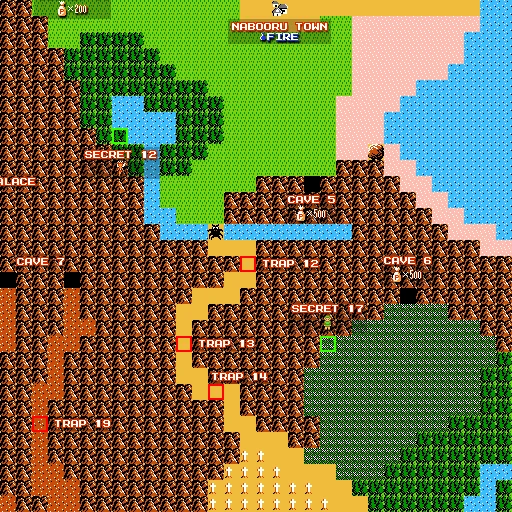 ×200
NABOORU TOWN
FIRE
SECRET 12
ALACE
CAVE 5
×500
CAVE 7
TRAP 12
CAVE 6
×500
SECRET 17
TRAP 13
TRAP 14
TRAP 19